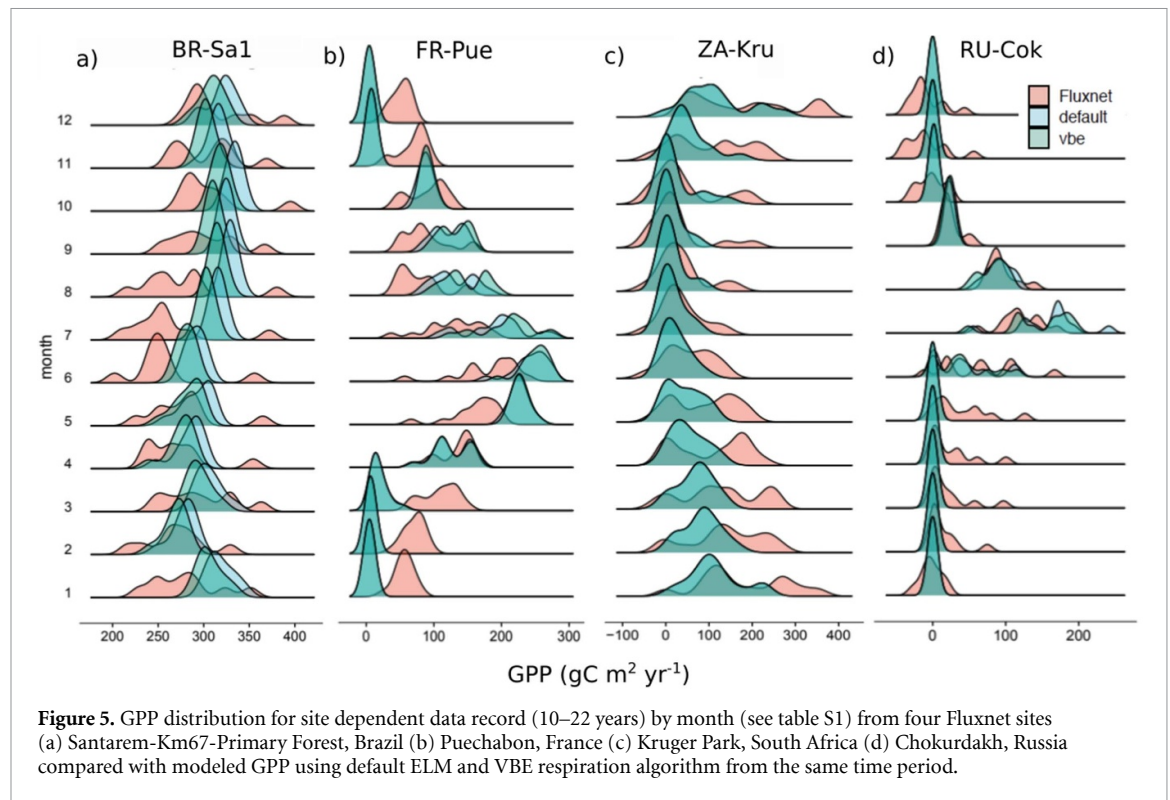 a) BR-Sa1 b) FR-Pue c) ZA-Kru d) RU-Cok
Fluxnet
default
vbe
month
12
11
10
9
8
7
6
5
4
3
2
1
200 250 300 350 400 0 100 200 300 −100 0 100 200 300 400 0 100 200
GPP (gC m² yr⁻¹)
Figure 5. GPP distribution for site dependent data record (10–22 years) by month (see table S1) from four Fluxnet sites
(a) Santarem-Km67-Primary Forest, Brazil (b) Puechabon, France (c) Kruger Park, South Africa (d) Chokurdakh, Russia
compared with modeled GPP using default ELM and VBE respiration algorithm from the same time period.